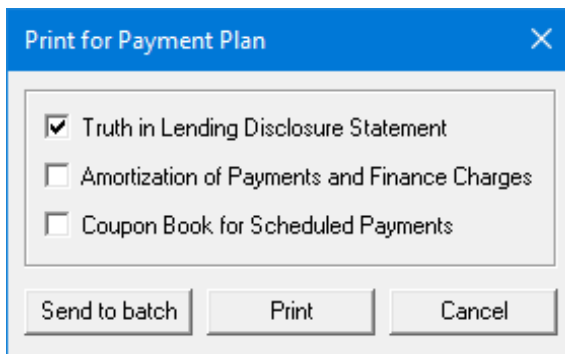 Print for Payment Plan
Truth in Lending Disclosure Statement
Amortization of Payments and Finance Charges
Coupon Book for Scheduled Payments
Send to batch Print Cancel